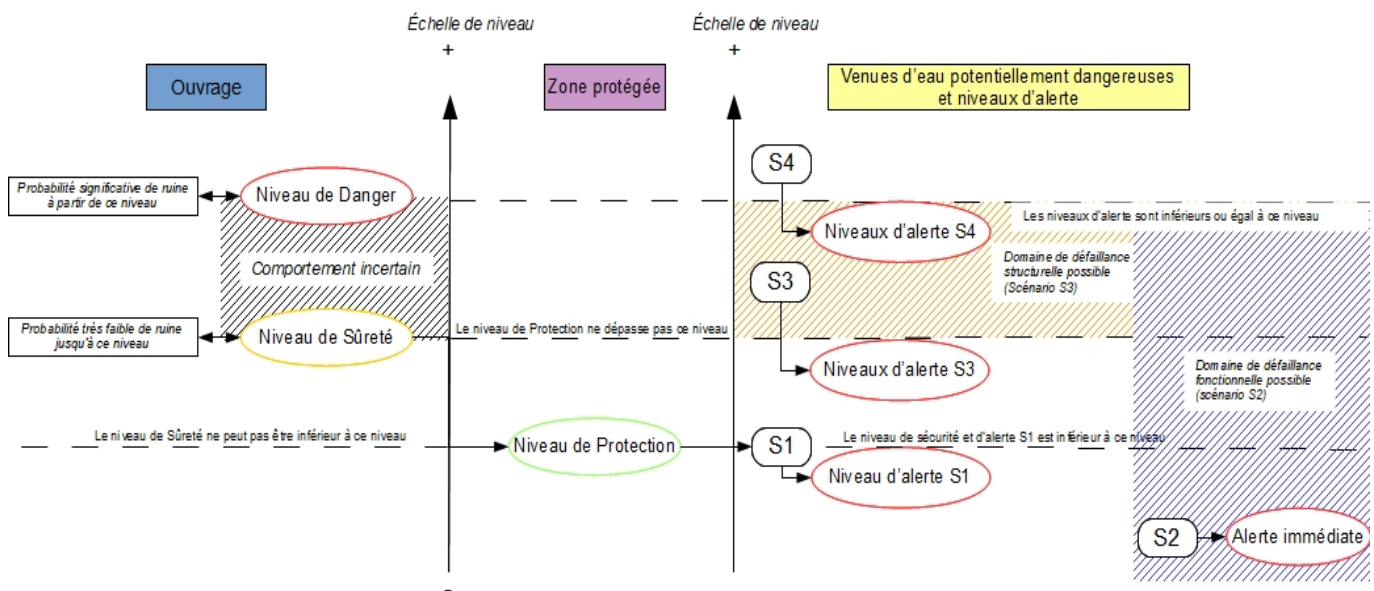 Échelle de niveau
+
Échelle de niveau
+
Ouvrage
Zone protégée
Venues d'eau potentiellement dangereuses
et niveaux d'alerte
S4
Probabilité significative de ruine
à partir de ce niveau
Niveau de Danger
Les niveaux d'alerte sont inférieurs ou égal à ce niveau
Niveaux d'alerte S4
Comportement incertain
S3
Domaine de défaillance
structurelle possible
(Scénario S3)
Probabilité très faible de ruine
jusqu'à ce niveau
Niveau de Sûreté
Le niveau de Protection ne dépasse pas ce niveau
Niveaux d'alerte S3
Domaine de défaillance
fonctionnelle possible
(scénario S2)
Le niveau de Sûreté ne peut pas être inférieur à ce niveau
Niveau de Protection
S1
Le niveau de sécurité et d'alerte S1 est inférieur à ce niveau
Niveau d'alerte S1
S2
Alerte immédiate
-